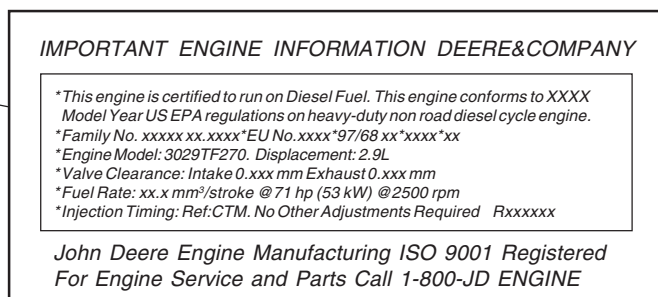 IMPORTANT ENGINE INFORMATION DEERE&COMPANY
*This engine is certified to run on Diesel Fuel. This engine conforms to XXXX
Model Year US EPA regulations on heavy-duty non road diesel cycle engine.
*Family No. xxxxx xx.xxxx*EU No.xxxx*97/68 xx*xxxx*xx
*Engine Model: 3029TF270. Displacement: 2.9L
*Valve Clearance: Intake 0.xxx mm Exhaust 0.xxx mm
*Fuel Rate: xx.x mm³/stroke @ 71 hp (53 kW) @2500 rpm
*Injection Timing: Ref:CTM. No Other Adjustments Required Rxxxxxx
John Deere Engine Manufacturing ISO 9001 Registered
For Engine Service and Parts Call 1-800-JD ENGINE